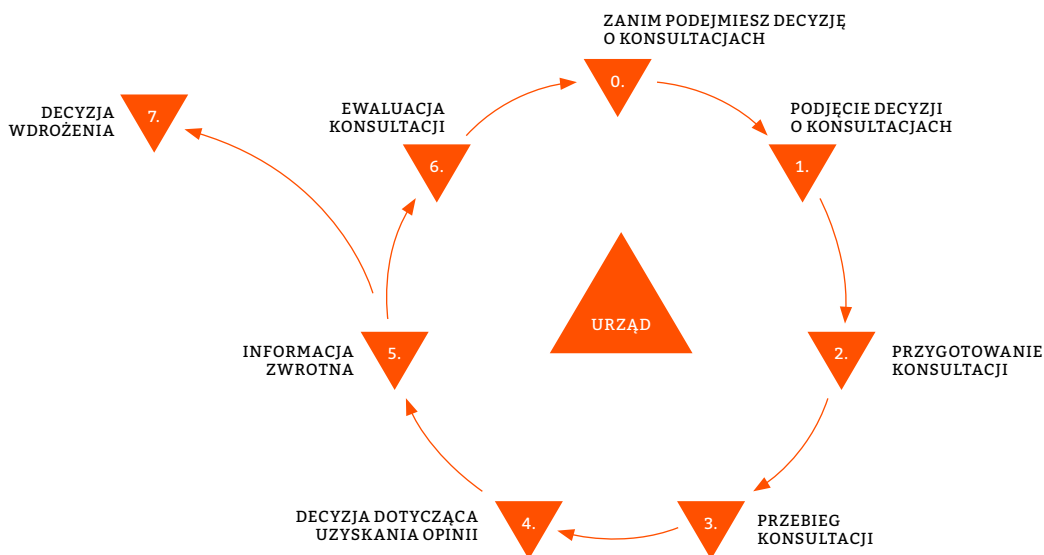 0.
ZANIM PODEJMIESZ DECYZJĘ
O KONSULTACJACH
1.
PODJĘCIE DECYZJI
O KONSULTACJACH
2.
PRZYGOTOWANIE
KONSULTACJI
3.
PRZEBIEG
KONSULTACJI
4.
DECYZJA DOTYCZĄCA
UZYSKANIA OPINII
5.
INFORMACJA
ZWROTNA
6.
EWALUACJA
KONSULTACJI
7.
DECYZJA
WDROŻENIA
URZĄD